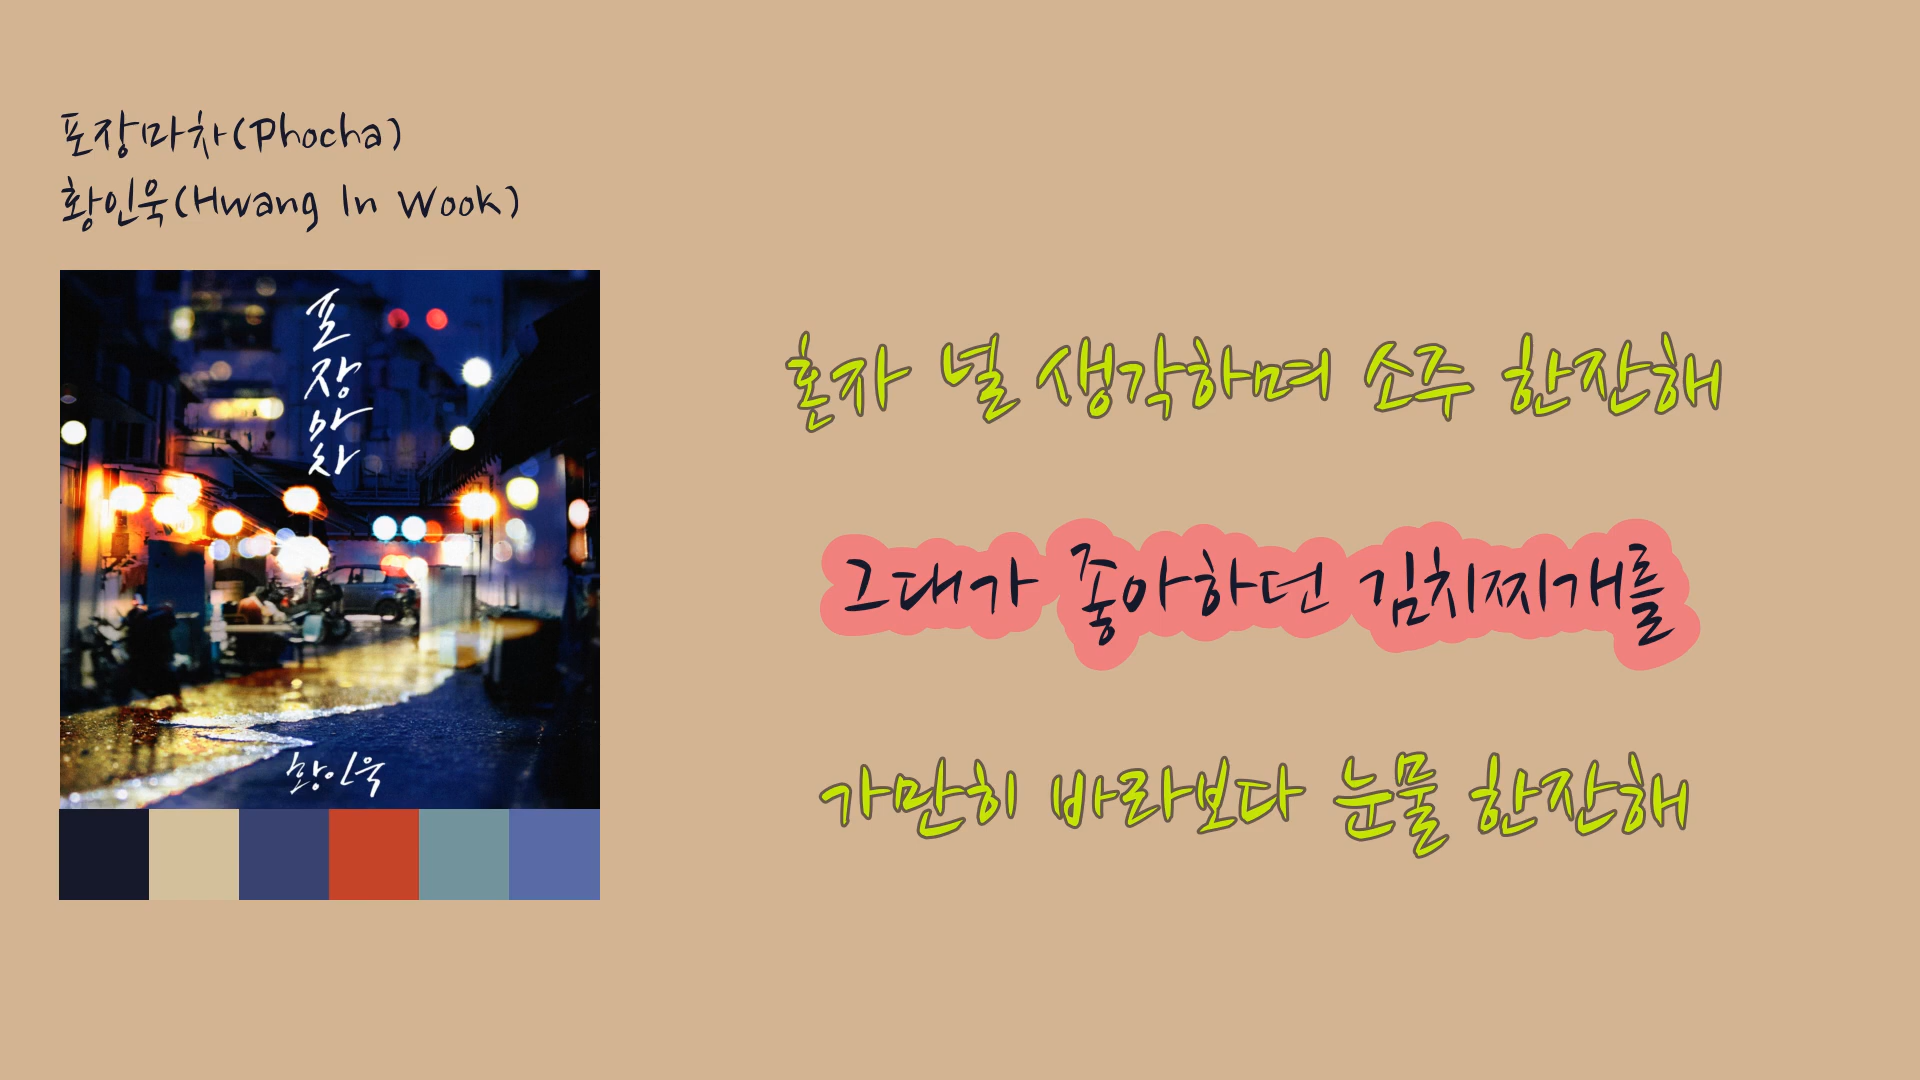 포장마차(Phocha)
황인욱(Hwang In Wook)
포장마차
황인욱
혼자 널 생각하며 소주 한잔해
그대가 좋아하던 김치찌개를
가만히 바라보다 눈물 한잔해